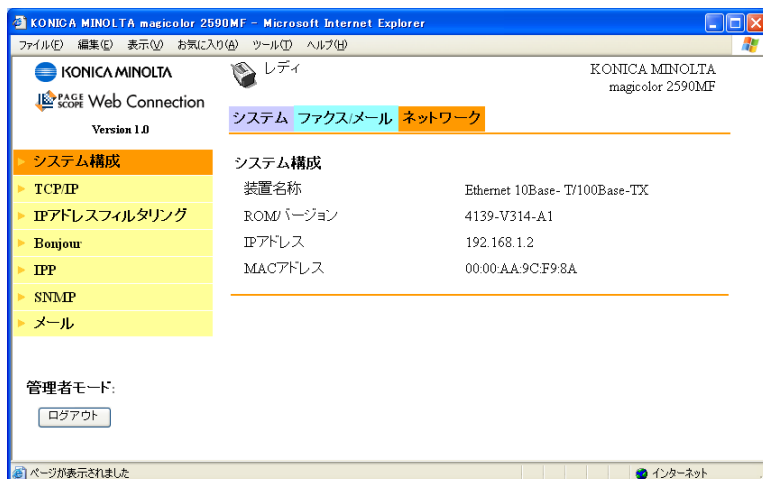 KONICA MINOLTA magicolor 2590MF - Microsoft Internet Explorer
ファイル(F) 編集(E) 表示(V) お気に入り(A) ツール(T) ヘルプ(H)
KONICA MINOLTA
レディ
KONICA MINOLTA
magicolor 2590MF
PAGE SCOPE Web Connection
Version 1.0
システム ファクス/メール ネットワーク
システム構成
TCP/IP
IPアドレスフィルタリング
Bonjour
IPP
SNMP
メール
管理者モード:
ログアウト
システム構成
装置名称 Ethernet 10Base- T/100Base-TX
ROMバージョン 4139-V314-A1
IPアドレス 192.168.1.2
MACアドレス 00:00:AA:9C:F9:8A
ページが表示されました
インターネット